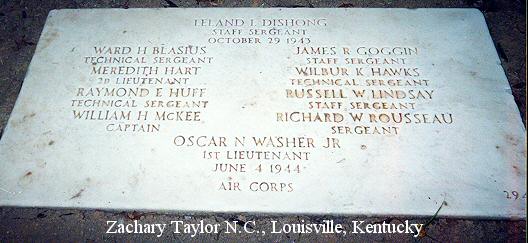 LELAND L DISHONG
STAFF SERGEANT
OCTOBER 29 1943
WARD H BLASIUS
TECHNICAL SERGEANT
MEREDITH HART
2D LIEUTENANT
RAYMOND E HUFF
TECHNICAL SERGEANT
WILLIAM H McKEE
CAPTAIN
JAMES R GOGGIN
STAFF SERGEANT
WILBUR K HAWKS
TECHNICAL SERGEANT
RUSSELL W LINDSAY
STAFF SERGEANT
RICHARD W ROUSSEAU
SERGEANT
OSCAR N WASHER JR
1ST LIEUTENANT
JUNE 4 1944
AIR CORPS
Zachary Taylor N.C., Louisville, Kentucky